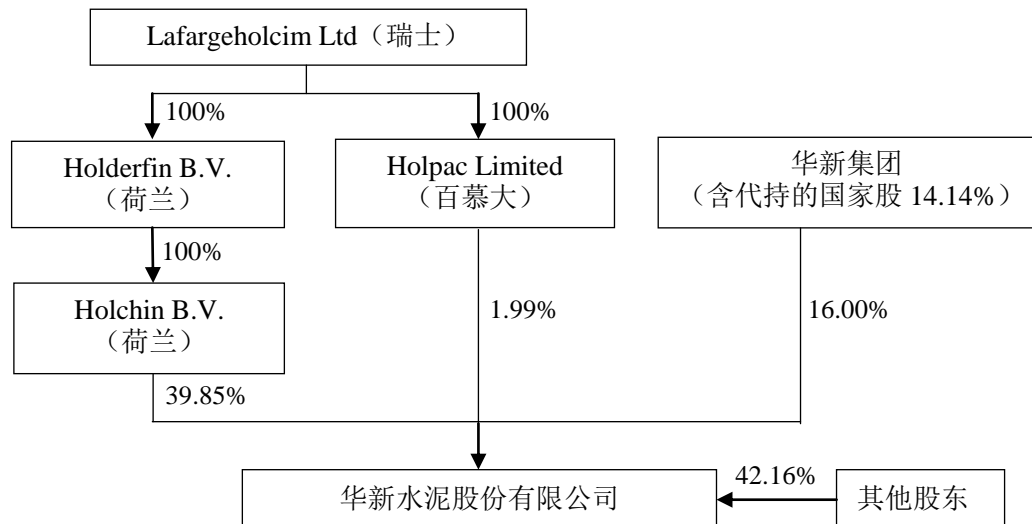 Lafargeholcim Ltd（瑞士）
100%
100%
Holderfin B.V.
（荷兰）
Holpac Limited
（百慕大）
华新集团
（含代持的国家股 14.14%）
100%
Holchin B.V.
（荷兰）
1.99%
16.00%
39.85%
华新水泥股份有限公司
42.16%
其他股东